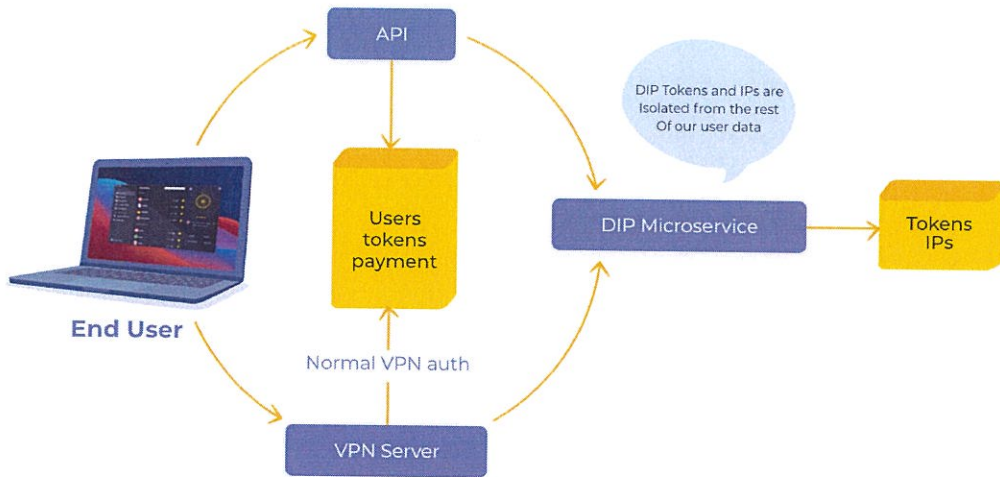 API
DIP Tokens and IPs are
Isolated from the rest
Of our user data
Users
tokens
payment
DIP Microservice
Tokens
IPs
End User
Normal VPN auth
VPN Server